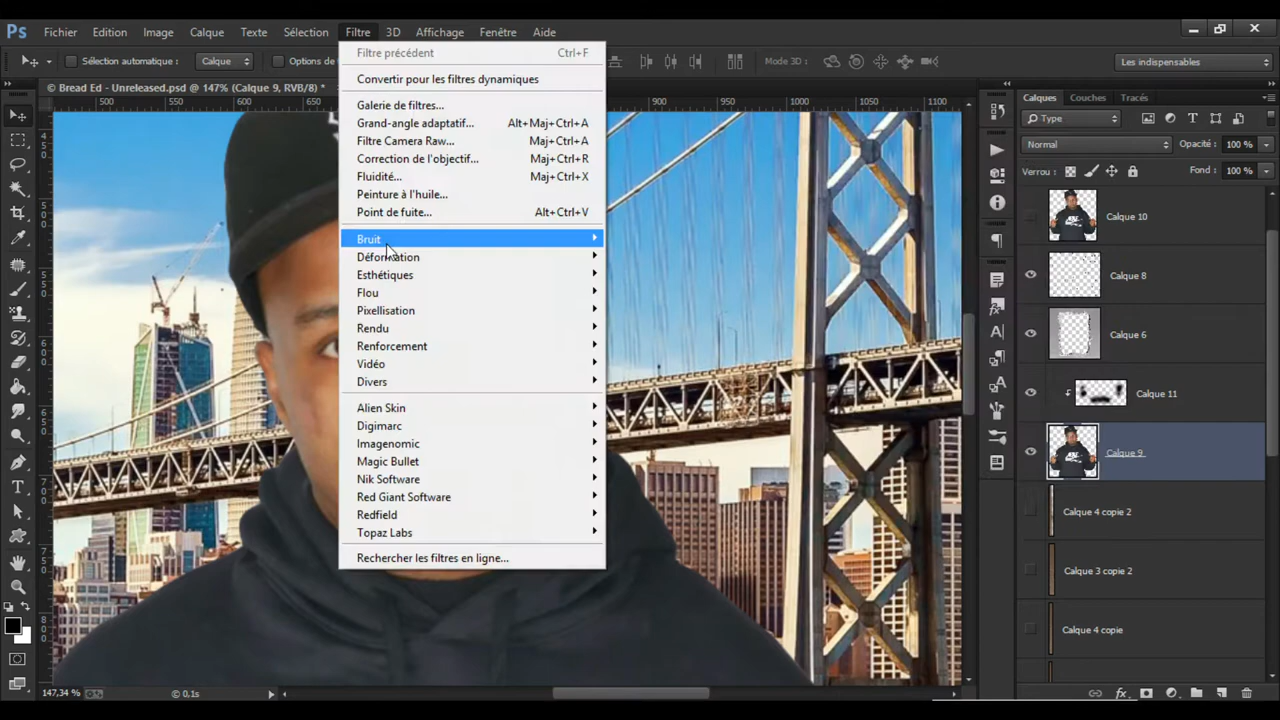 Ps Fichier Edition Image Calque Texte Sélection Filtre 3D Affichage Fenêtre Aide
Sélection automatique : Calque Options de Mode 3D : Les indispensables
© Bread Ed - Unreleased.psd @ 147% (Calque 9, RVB/8) *
500 550 600 650 900 950 1000 1050 1100
Filtre précédent Ctrl+F
Convertir pour les filtres dynamiques
Galerie de filtres...
Grand-angle adaptatif... Alt+Maj+Ctrl+A
Filtre Camera Raw... Maj+Ctrl+A
Correction de l'objectif... Maj+Ctrl+R
Fluidité... Maj+Ctrl+X
Peinture à l'huile...
Point de fuite... Alt+Ctrl+V
Bruit
Déformation
Esthétiques
Flou
Pixellisation
Rendu
Renforcement
Vidéo
Divers
Alien Skin
Digimarc
Imagenomic
Magic Bullet
Nik Software
Red Giant Software
Redfield
Topaz Labs
Rechercher les filtres en ligne...
Calques Couches Tracés
Type
Normal Opacité : 100 %
Verrou : Fond : 100 %
Calque 10
Calque 8
Calque 6
Calque 11
Calque 9
Calque 4 copie 2
Calque 3 copie 2
Calque 4 copie
147,34 % © 0,1s